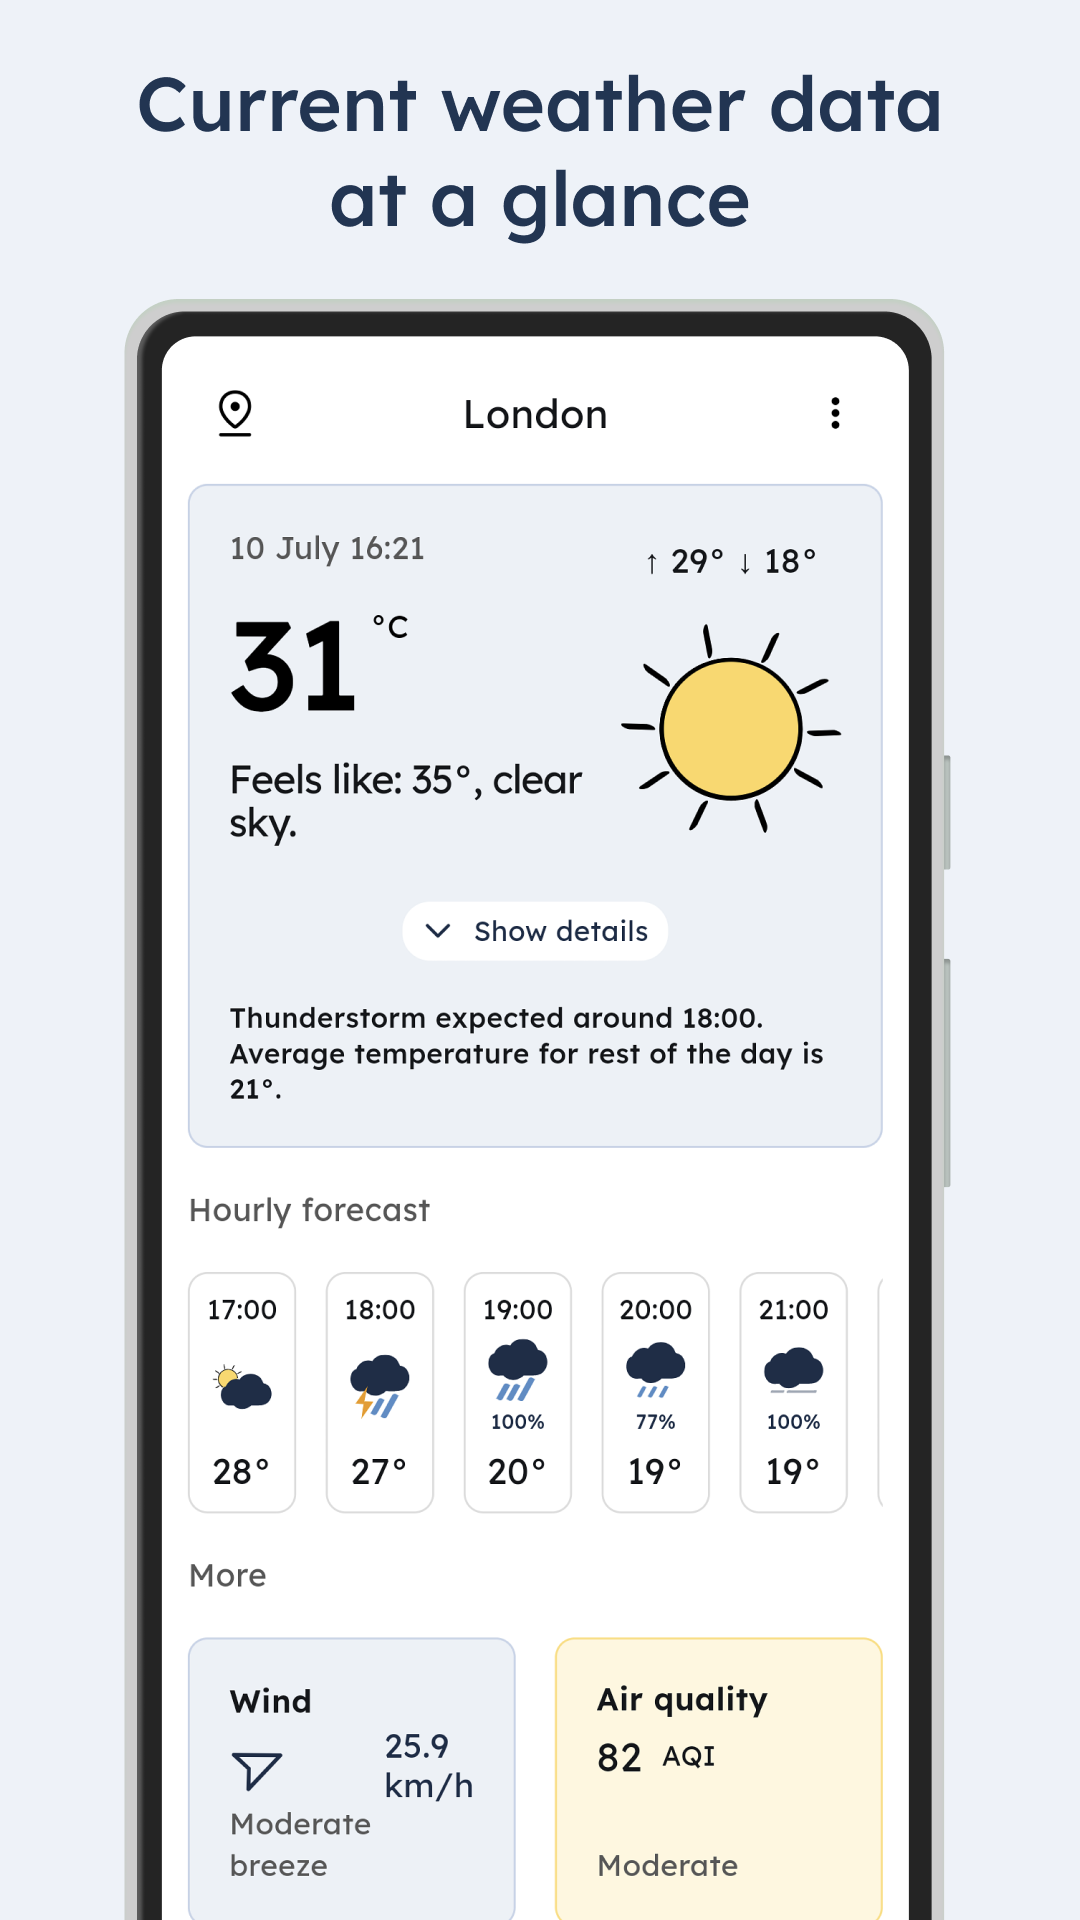 Current weather data
at a glance
London
10 July 16:21
↑ 29° ↓ 18°
31 °C
Feels like: 35°, clear
sky.
Show details
Thunderstorm expected around 18:00.
Average temperature for rest of the day is
21°.
Hourly forecast
17:00 18:00 19:00 20:00 21:00
100% 77% 100%
28° 27° 20° 19° 19°
More
Wind
25.9
km/h
Moderate
breeze
Air quality
82 AQI
Moderate